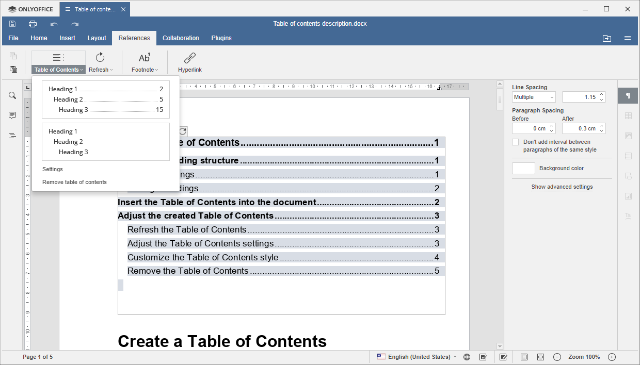 ONLYOFFICE
Table of conte
Table of contents description.docx
File Home Insert Layout References Collaboration Plugins
Table of Contents Refresh Footnote Hyperlink
Heading 1 2
Heading 2 5
Heading 3 15
Heading 1
Heading 2
Heading 3
Settings
Remove table of contents
e of Contents 1
ding structure 1
ngs 1
dings 2
Insert the Table of Contents into the document 2
Adjust the created Table of Contents 3
Refresh the Table of Contents 3
Adjust the Table of Contents settings 3
Customize the Table of Contents style 4
Remove the Table of Contents 5
Create a Table of Contents
Line Spacing
Multiple 1.15
Paragraph Spacing
Before After
0 cm 0.3 cm
Don't add interval between
paragraphs of the same style
Background color
Show advanced settings
Page 1 of 5 English (United States) Zoom 100%